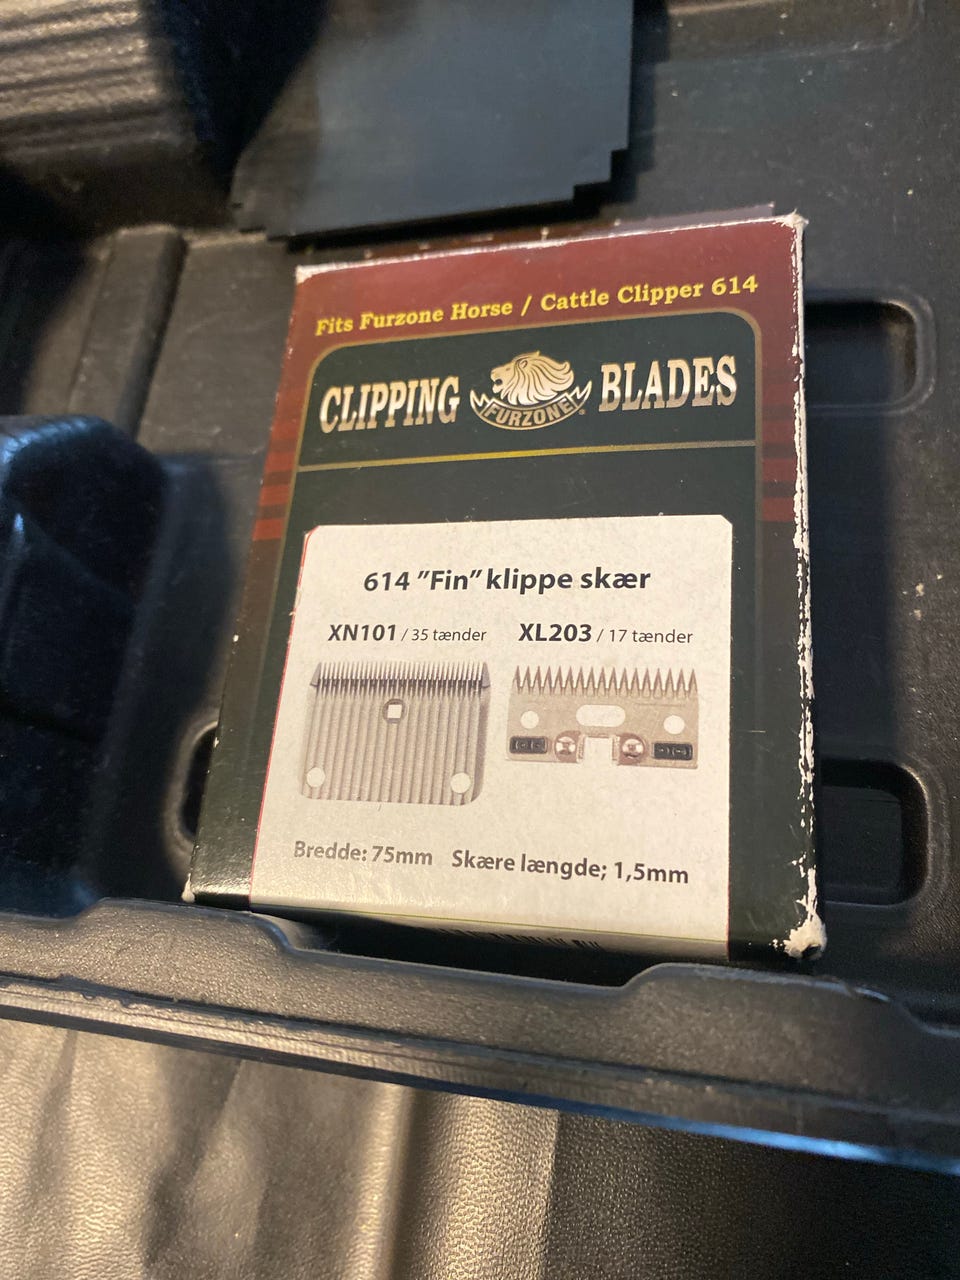 Fits Furzone Horse / Cattle Clipper 614
CLIPPING FURZONE® BLADES
614 ”Fin” klippe skær
XN101 / 35 tænder XL203 / 17 tænder
Bredde: 75mm Skære længde; 1,5mm